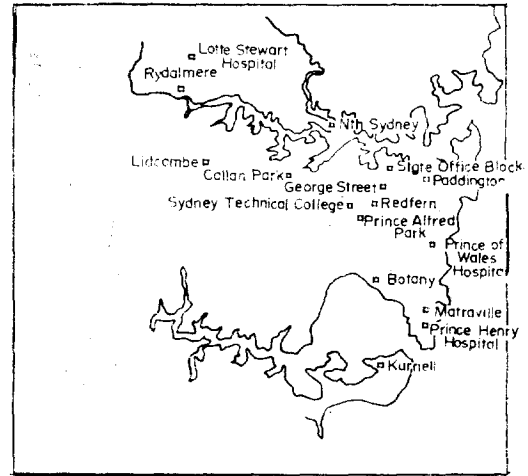 Lotte Stewart
Hospital
Rydalmere
Nth Sydney
Lidcombe
State Office Block
Callan Park
Paddington
George Street
Sydney Technical College
Redfern
Prince Alfred
Park
Prince of
Wales
Hospital
Botany
Matraville
Prince Henry
Hospital
Kurnell